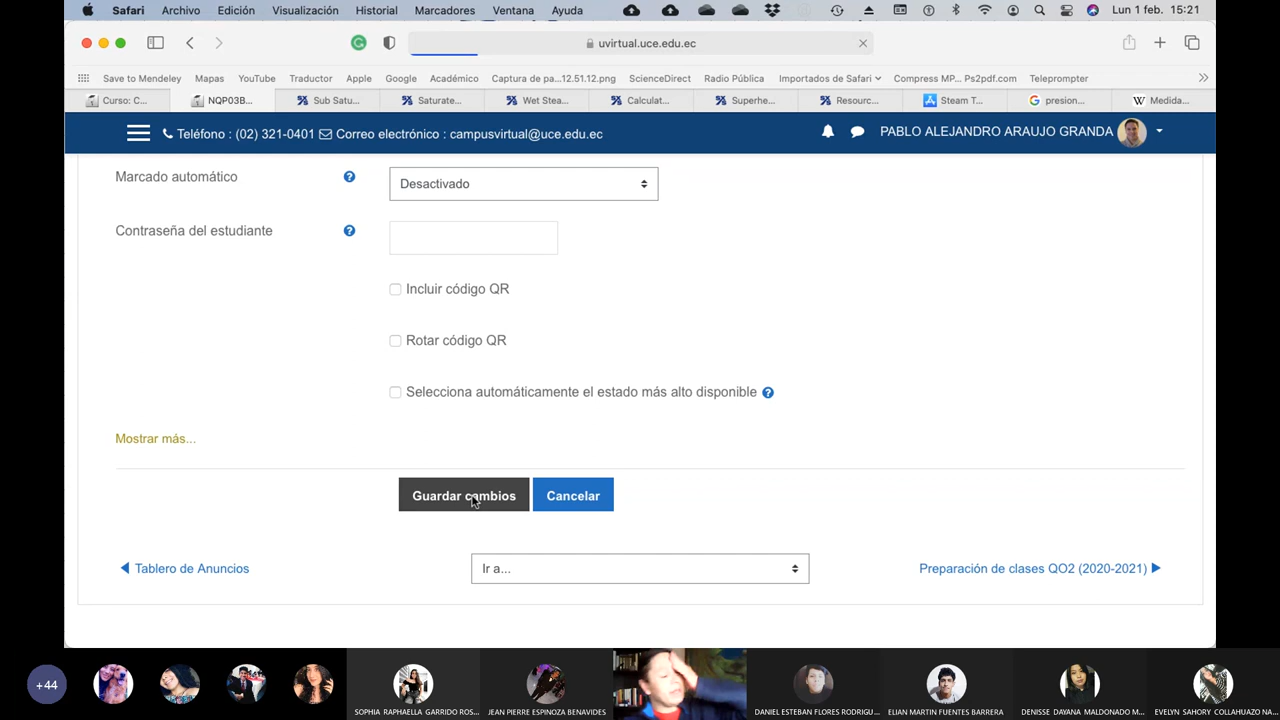 Safari Archivo Edición Visualización Historial Marcadores Ventana Ayuda Lun 1 feb. 15:21
uvirtual.uce.edu.ec
Save to Mendeley Mapas YouTube Traductor Apple Google Académico Captura de pa...12.51.12.png ScienceDirect Radio Pública Importados de Safari Compress MP... Ps2pdf.com Teleprompter
Curso: C... NQP03B... Sub Satu... Saturate... Wet Stea... Calculat... Superhe... Resourc... Steam T... presion... Medida...
Teléfono : (02) 321-0401 Correo electrónico : campusvirtual@uce.edu.ec PABLO ALEJANDRO ARAUJO GRANDA
Marcado automático Desactivado
Contraseña del estudiante
Incluir código QR
Rotar código QR
Selecciona automáticamente el estado más alto disponible
Mostrar más...
Guardar cambios Cancelar
Tablero de Anuncios Ir a... Preparación de clases QO2 (2020-2021)
+44
SOPHIA RAPHAELLA GARRIDO ROS... JEAN PIERRE ESPINOZA BENAVIDES DANIEL ESTEBAN FLORES RODRIGU... ELIAN MARTIN FUENTES BARRERA DENISSE DAYANA MALDONADO M... EVELYN SAHORY COLLAHUAZO NA...